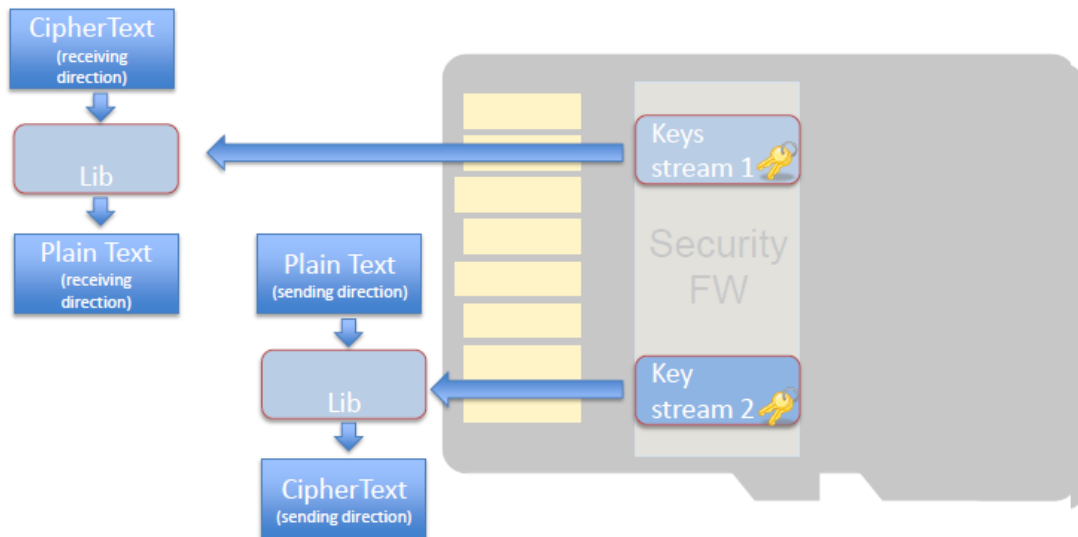 CipherText
(receiving
direction)
Lib
Plain Text
(receiving
direction)
Plain Text
(sending direction)
Lib
CipherText
(sending direction)
Keys
stream 1
Security
FW
Key
stream 2